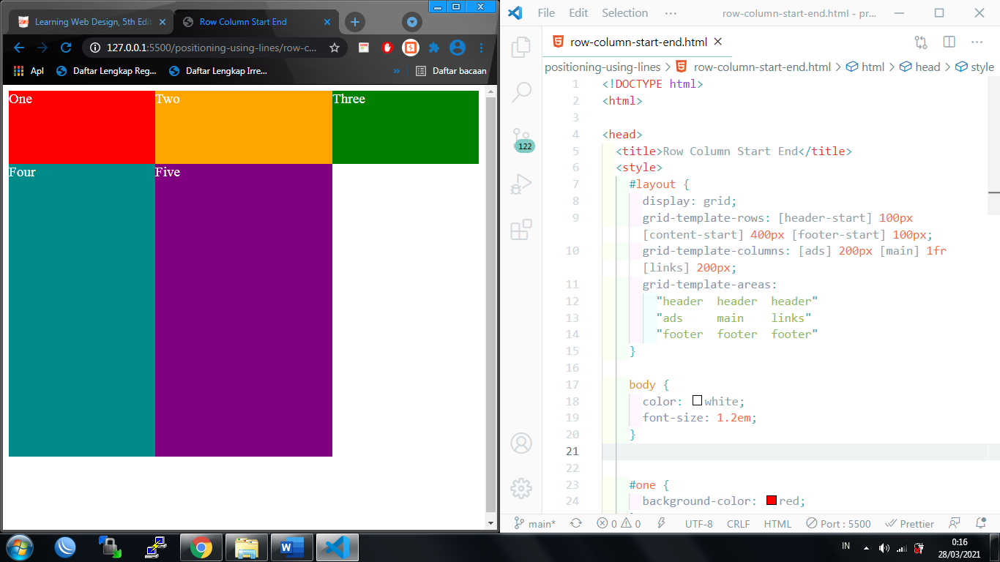 Learning Web Design, 5th Edit
Row Column Start End
127.0.0.1:5500/positioning-using-lines/row-c...
Apl
Daftar Lengkap Reg...
Daftar Lengkap Irre...
»
Daftar bacaan
One
Two
Three
Four
Five
File Edit Selection ··· row-column-start-end.html - pr...
row-column-start-end.html
positioning-using-lines > row-column-start-end.html > html > head > style
122
1 <!DOCTYPE html>
2 <html>
3
4 <head>
5 <title>Row Column Start End</title>
6 <style>
7 #layout {
8 display: grid;
9 grid-template-rows: [header-start] 100px
[content-start] 400px [footer-start] 100px;
10 grid-template-columns: [ads] 200px [main] 1fr
[links] 200px;
11 grid-template-areas:
12 "header header header"
13 "ads main links"
14 "footer footer footer"
15 }
16
17 body {
18 color: white;
19 font-size: 1.2em;
20 }
21
22
23 #one {
24 background-color: red;
main* 0 0 UTF-8 CRLF HTML Port : 5500 Prettier
IN
0:16
28/03/2021